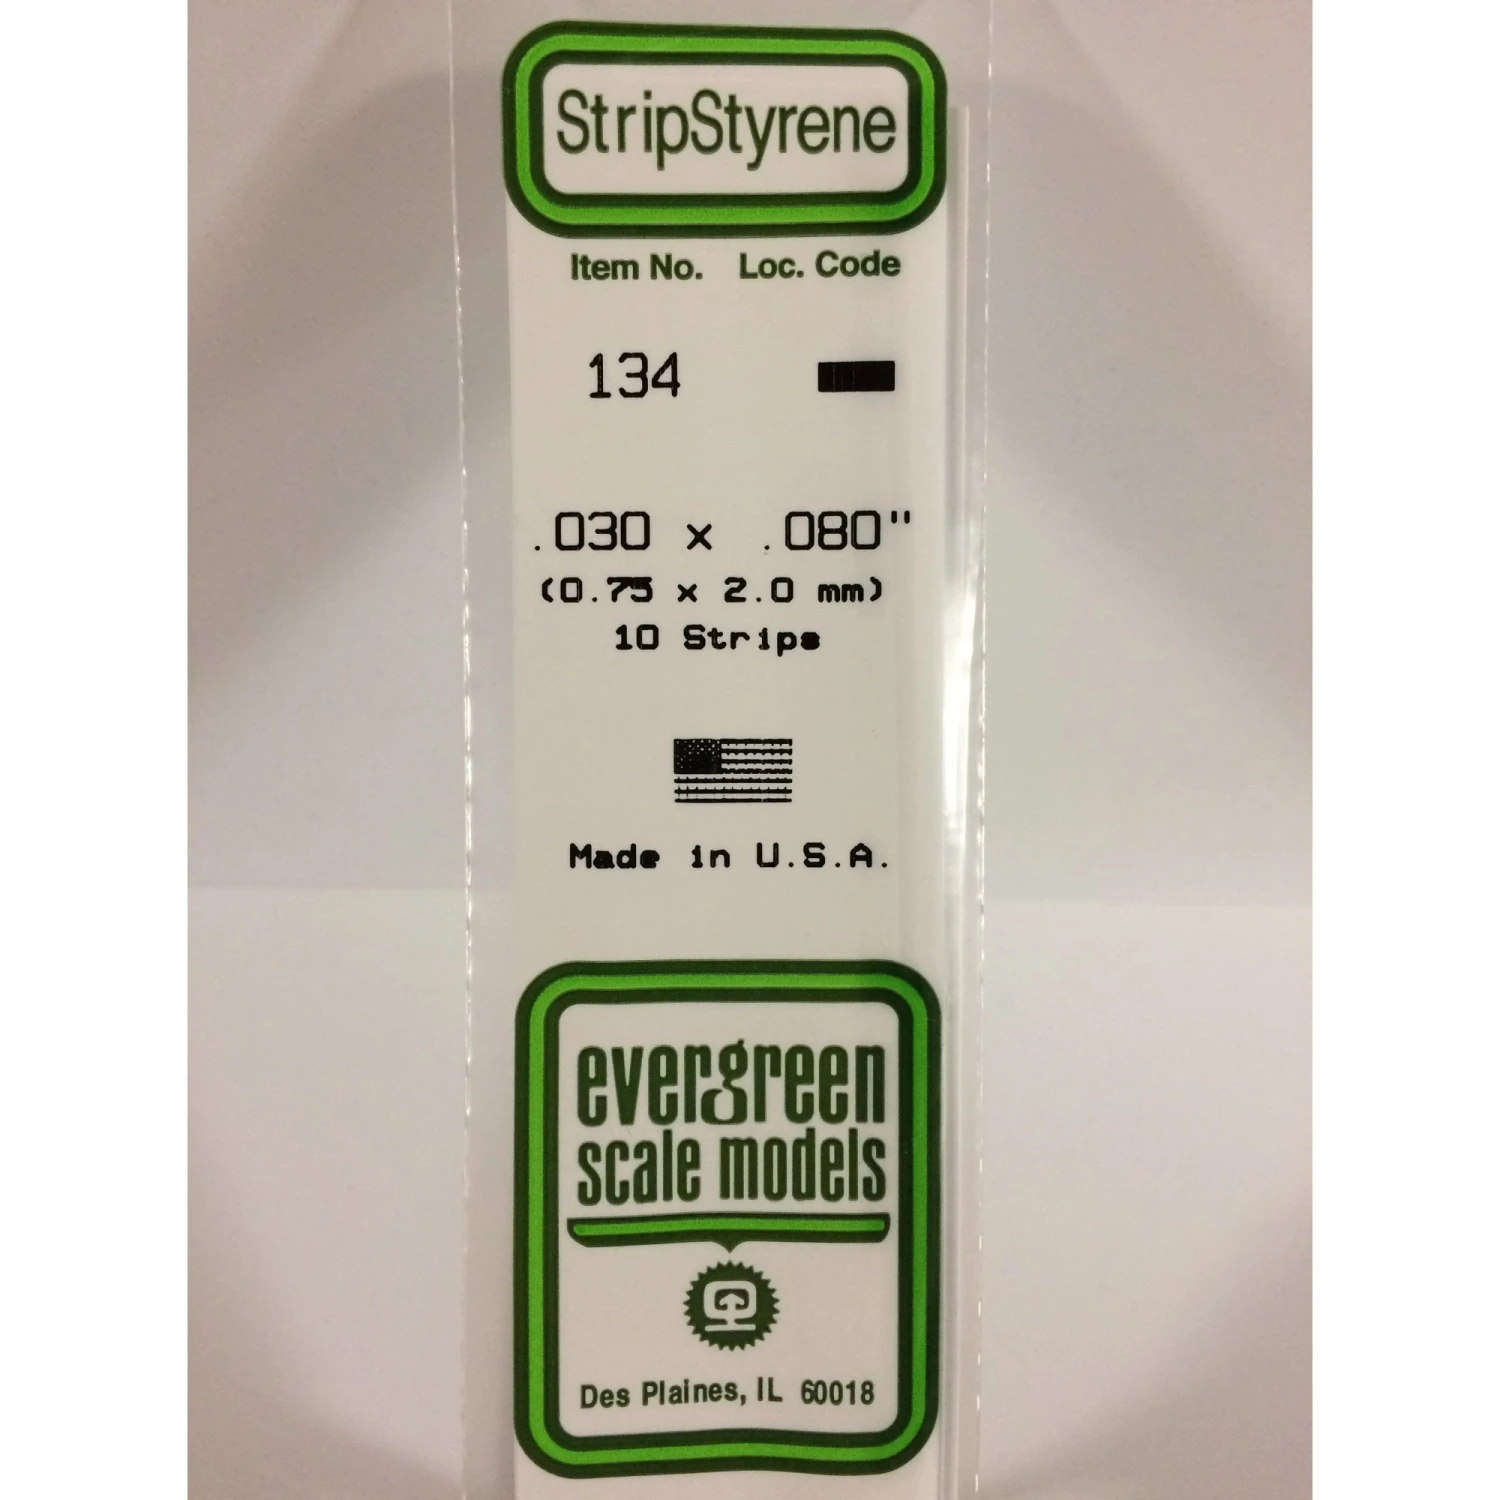 StripStyrene
Item No. Loc. Code
134
.030 x .080"
(0.75 x 2.0 mm)
10 Strips
Made in U.S.A.
evergreen
scale models
Des Plaines, IL 60018